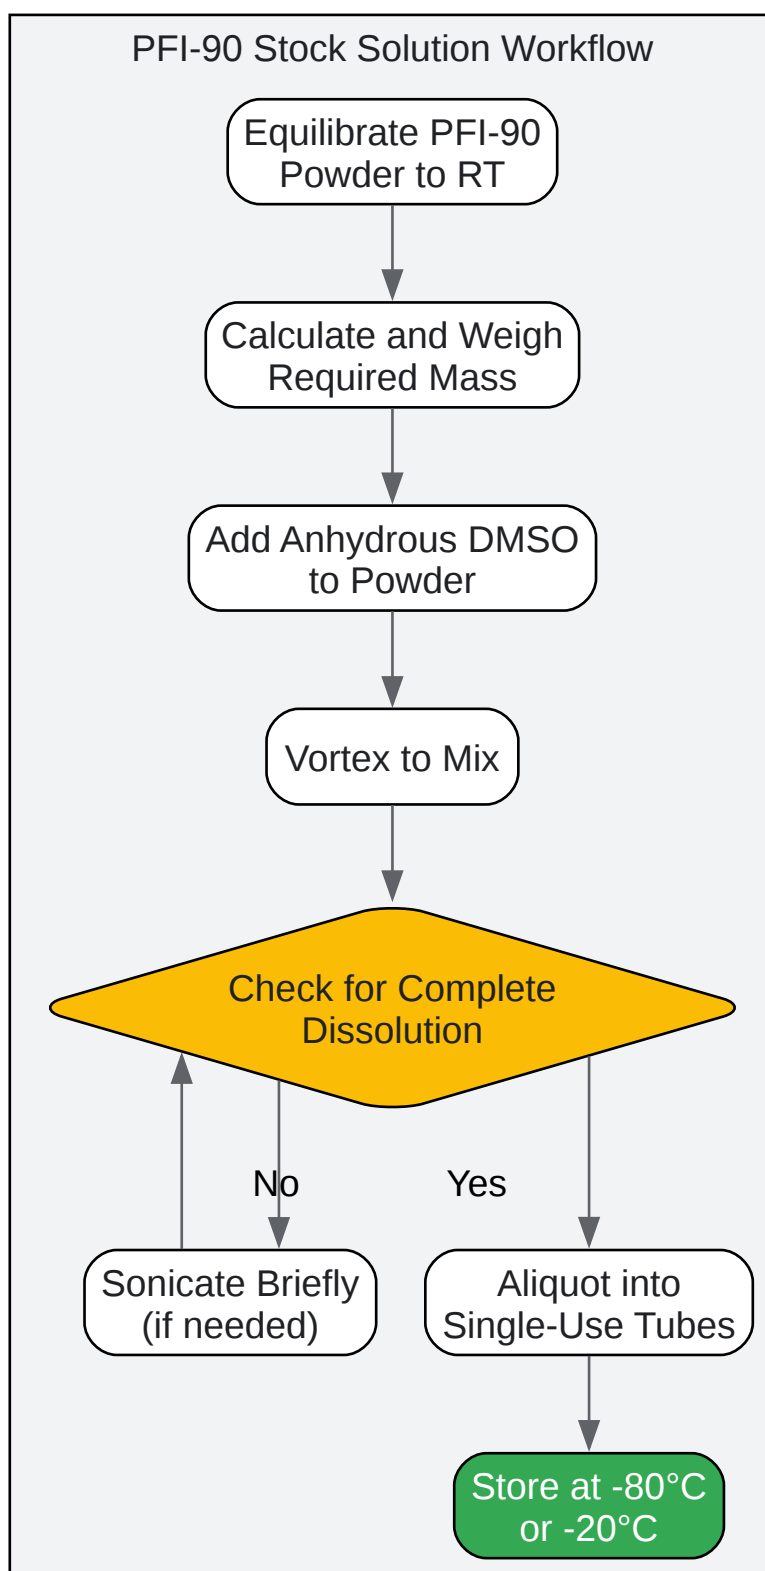 PFI-90 Stock Solution Workflow
Equilibrate PFI-90
Powder to RT
Calculate and Weigh
Required Mass
Add Anhydrous DMSO
to Powder
Vortex to Mix
Check for Complete
Dissolution
No
Yes
Sonicate Briefly
(if needed)
Aliquot into
Single-Use Tubes
Store at -80°C
or -20°C